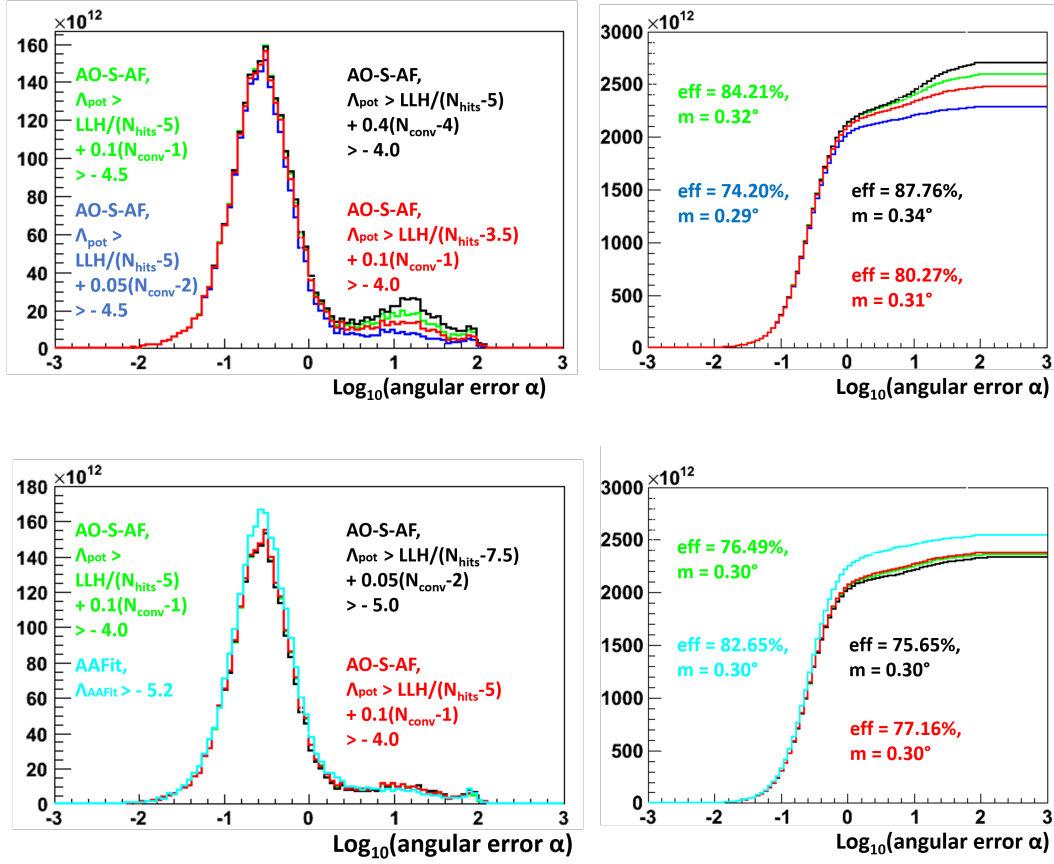 ×10¹²
160
140
120
100
80
60
40
20
0
AO-S-AF,
Λpot >
LLH/(Nhits-5)
+ 0.1(Nconv-1)
> - 4.5
AO-S-AF,
Λpot > LLH/(Nhits-5)
+ 0.4(Nconv-4)
> - 4.0
AO-S-AF,
Λpot >
LLH/(Nhits-5)
+ 0.05(Nconv-2)
> - 4.5
AO-S-AF,
Λpot > LLH/(Nhits-3.5)
+ 0.1(Nconv-1)
> - 4.0
-3 -2 -1 0 1 2 3
Log10(angular error α)
×10¹²
3000
2500
2000
1500
1000
500
0
eff = 84.21%,
m = 0.32°
eff = 74.20%,
m = 0.29°
eff = 87.76%,
m = 0.34°
eff = 80.27%,
m = 0.31°
-3 -2 -1 0 1 2 3
Log10(angular error α)
×10¹²
180
160
140
120
100
80
60
40
20
0
AO-S-AF,
Λpot >
LLH/(Nhits-5)
+ 0.1(Nconv-1)
> - 4.0
AO-S-AF,
Λpot > LLH/(Nhits-7.5)
+ 0.05(Nconv-2)
> - 5.0
AAFit,
ΛAAFit > - 5.2
AO-S-AF,
Λpot > LLH/(Nhits-5)
+ 0.1(Nconv-1)
> - 4.0
-3 -2 -1 0 1 2 3
Log10(angular error α)
×10¹²
3000
2500
2000
1500
1000
500
0
eff = 76.49%,
m = 0.30°
eff = 82.65%,
m = 0.30°
eff = 75.65%,
m = 0.30°
eff = 77.16%,
m = 0.30°
-3 -2 -1 0 1 2 3
Log10(angular error α)